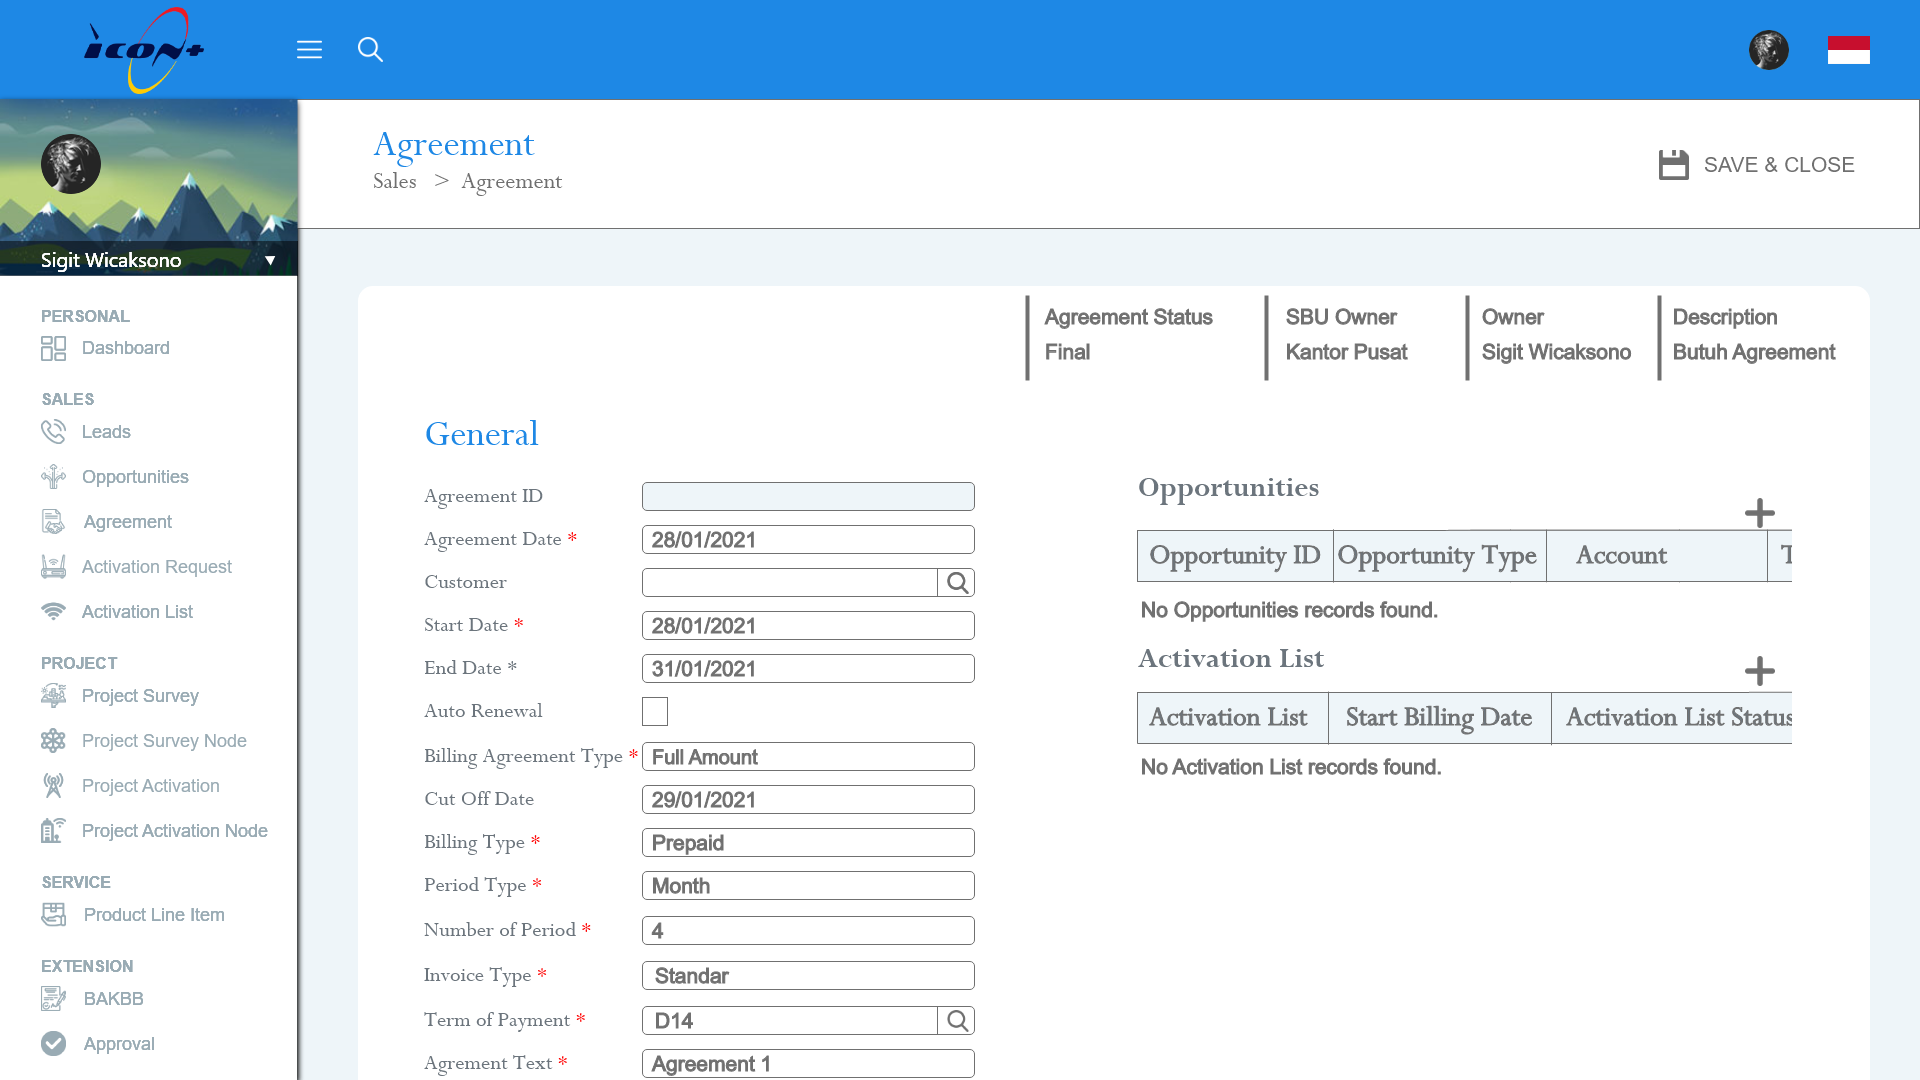 icon+
Agreement
Sales > Agreement
SAVE & CLOSE
Sigit Wicaksono ▼
PERSONAL
Dashboard
SALES
Leads
Opportunities
Agreement
Activation Request
Activation List
PROJECT
Project Survey
Project Survey Node
Project Activation
Project Activation Node
SERVICE
Product Line Item
EXTENSION
BAKBB
Approval
Agreement Status
Final
SBU Owner
Kantor Pusat
Owner
Sigit Wicaksono
Description
Butuh Agreement
General
Agreement ID
Agreement Date * 28/01/2021
Customer
Start Date * 28/01/2021
End Date * 31/01/2021
Auto Renewal
Billing Agreement Type * Full Amount
Cut Off Date 29/01/2021
Billing Type * Prepaid
Period Type * Month
Number of Period * 4
Invoice Type * Standar
Term of Payment * D14
Agrement Text * Agreement 1
Opportunities
Opportunity ID Opportunity Type Account T
No Opportunities records found.
Activation List
Activation List Start Billing Date Activation List Status
No Activation List records found.